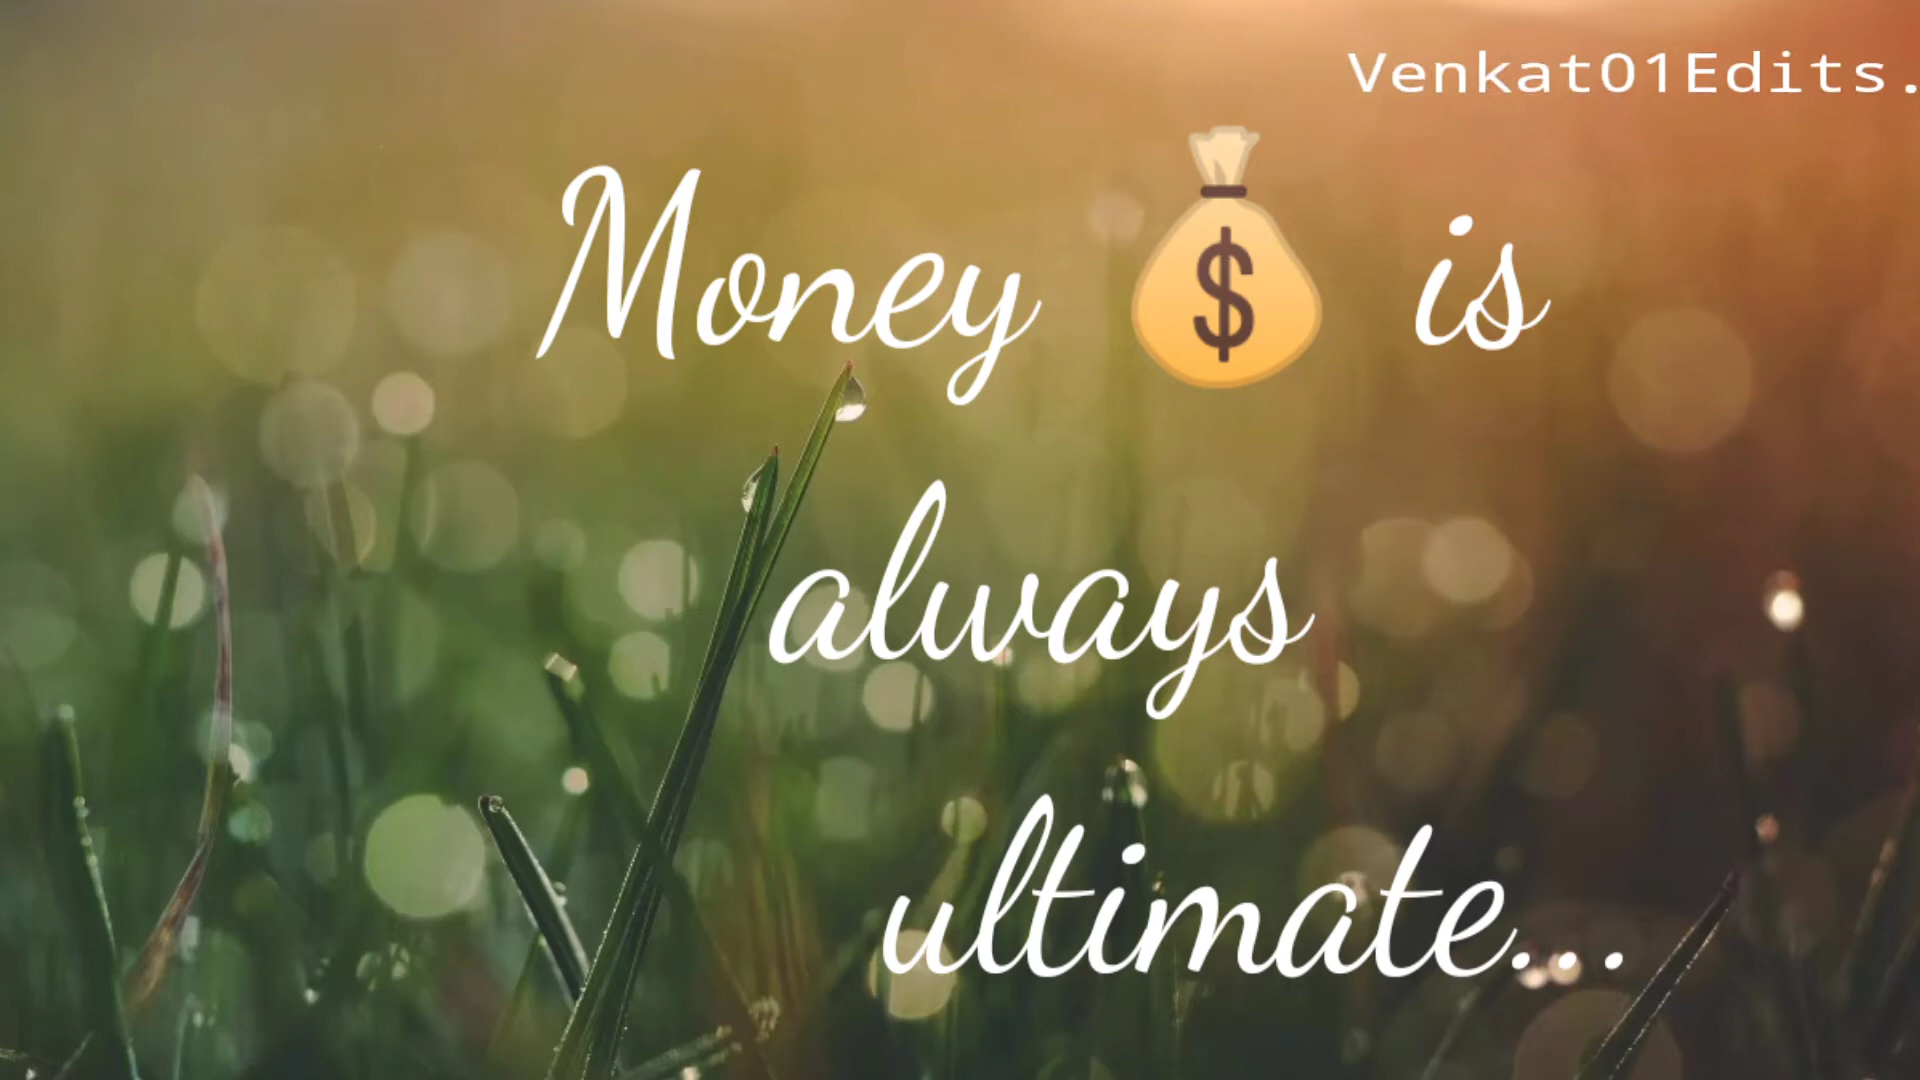 Venkat01Edits.
Money 💰 is
always
ultimate...